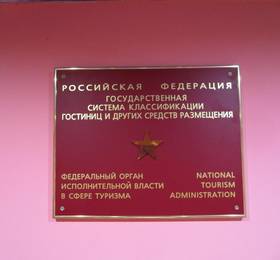 РОССИЙСКАЯ ФЕДЕРАЦИЯ
ГОСУДАРСТВЕННАЯ
СИСТЕМА КЛАССИФИКАЦИИ
ГОСТИНИЦ И ДРУГИХ СРЕДСТВ РАЗМЕЩЕНИЯ
ФЕДЕРАЛЬНЫЙ ОРГАН
ИСПОЛНИТЕЛЬНОЙ ВЛАСТИ
В СФЕРЕ ТУРИЗМА
NATIONAL
TOURISM
ADMINISTRATION